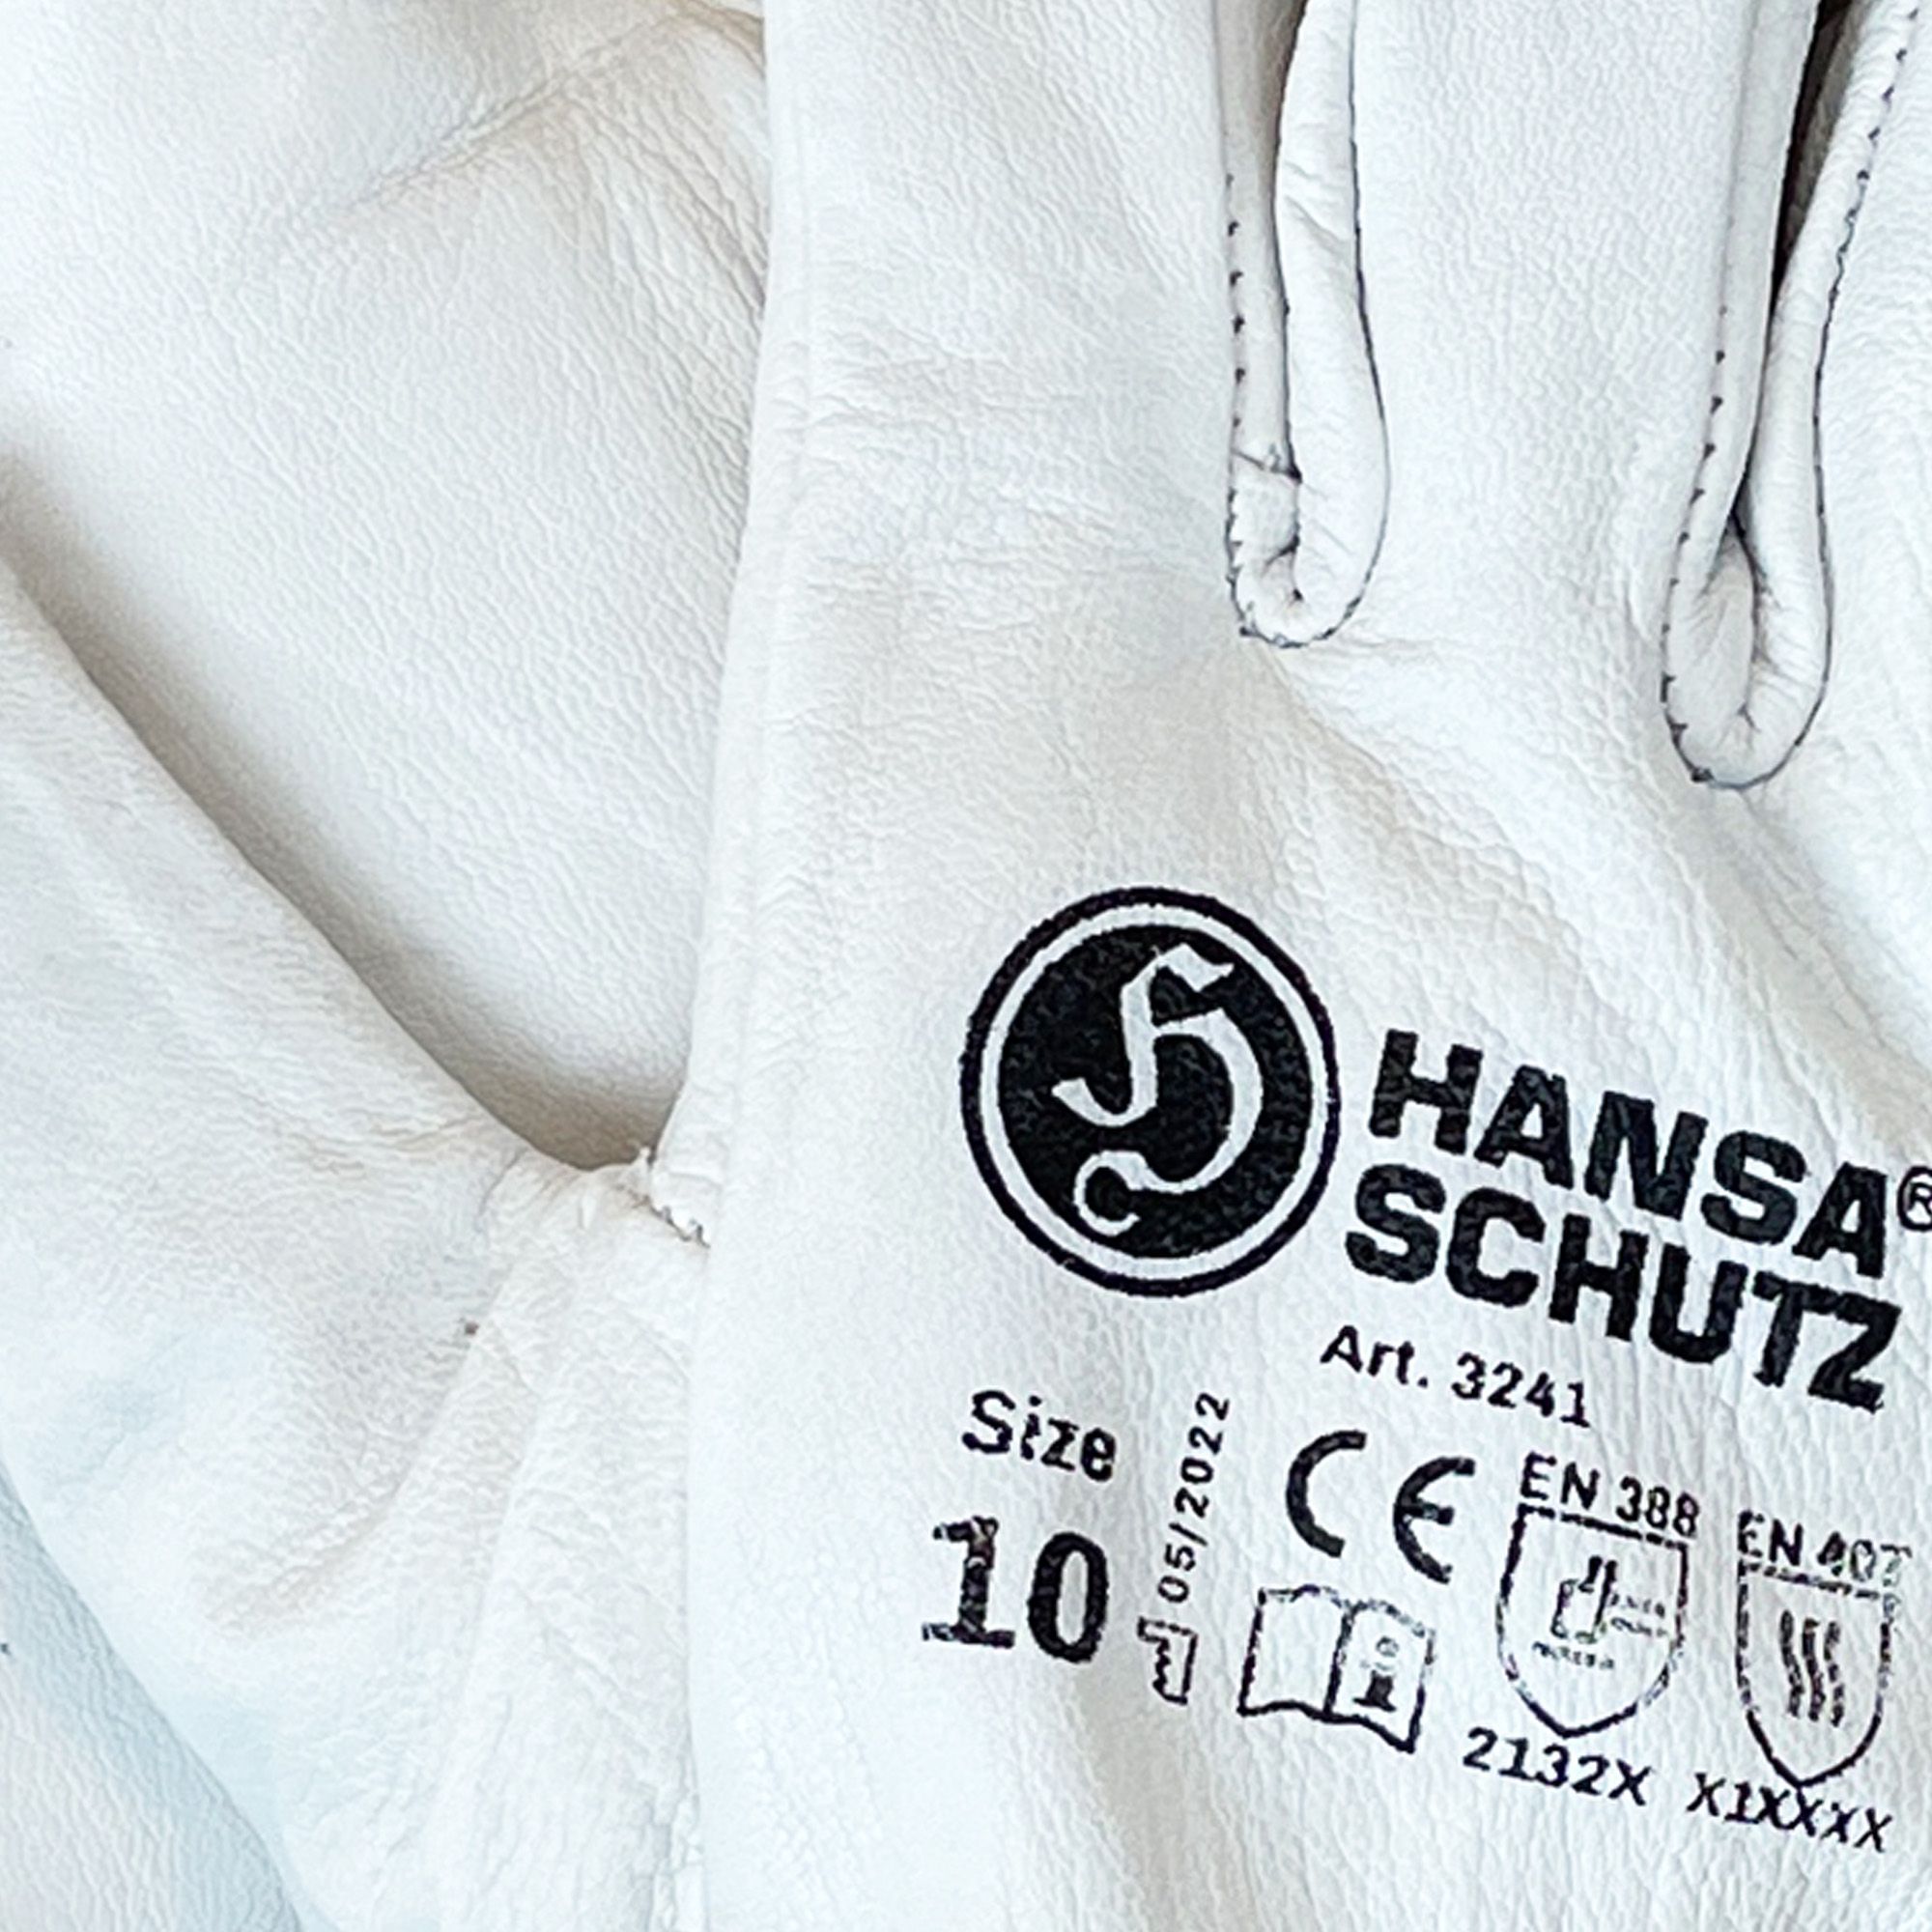 HANSA®
SCHUTZ
Art. 3241
Size
10
05/2022
CE
EN 388
EN 407
i
2132X
X1XXXX